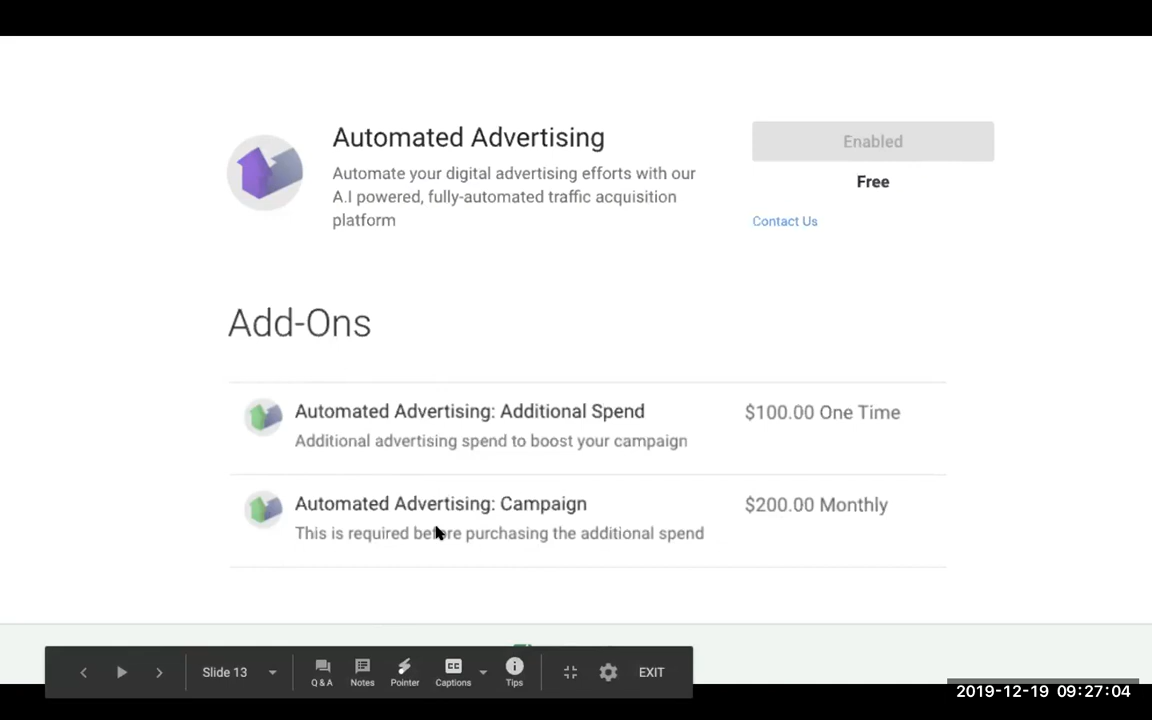 Automated Advertising
Automate your digital advertising efforts with our
A.I powered, fully-automated traffic acquisition
platform
Enabled
Free
Contact Us
Add-Ons
Automated Advertising: Additional Spend
$100.00 One Time
Additional advertising spend to boost your campaign
Automated Advertising: Campaign
$200.00 Monthly
This is required before purchasing the additional spend
Slide 13
Q & A
Notes
Pointer
CC
Captions
Tips
EXIT
2019-12-19 09:27:04